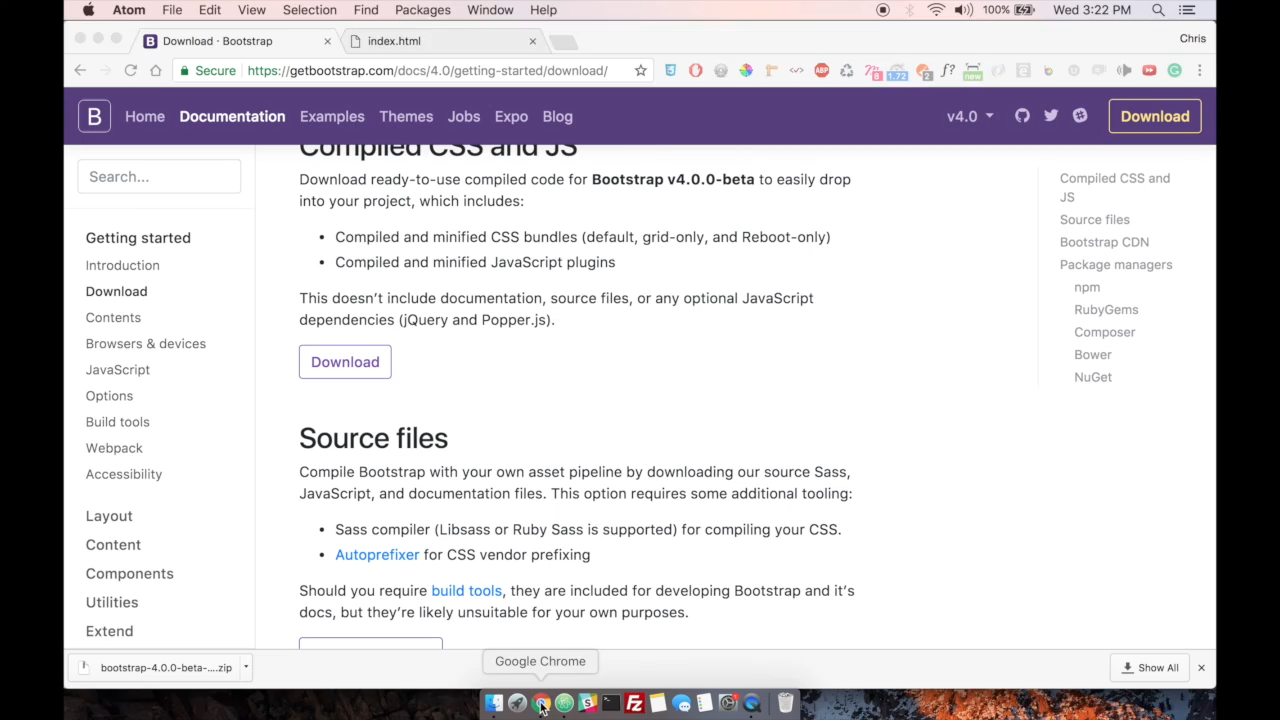 Atom File Edit View Selection Find Packages Window Help 100% Wed 3:22 PM
Download · Bootstrap index.html Chris
Secure https://getbootstrap.com/docs/4.0/getting-started/download/ ABP 8 1.72 2 f? new
B Home Documentation Examples Themes Jobs Expo Blog v4.0 Download
Search...
Getting started
Introduction
Download
Contents
Browsers & devices
JavaScript
Options
Build tools
Webpack
Accessibility
Layout
Content
Components
Utilities
Extend
Compiled CSS and JS
Download ready-to-use compiled code for Bootstrap v4.0.0-beta to easily drop
into your project, which includes:
• Compiled and minified CSS bundles (default, grid-only, and Reboot-only)
• Compiled and minified JavaScript plugins
This doesn't include documentation, source files, or any optional JavaScript
dependencies (jQuery and Popper.js).
Download
Source files
Compile Bootstrap with your own asset pipeline by downloading our source Sass,
JavaScript, and documentation files. This option requires some additional tooling:
• Sass compiler (Libsass or Ruby Sass is supported) for compiling your CSS.
• Autoprefixer for CSS vendor prefixing
Should you require build tools, they are included for developing Bootstrap and it's
docs, but they're likely unsuitable for your own purposes.
Compiled CSS and
JS
Source files
Bootstrap CDN
Package managers
npm
RubyGems
Composer
Bower
NuGet
bootstrap-4.0.0-beta-....zip
Google Chrome
Show All